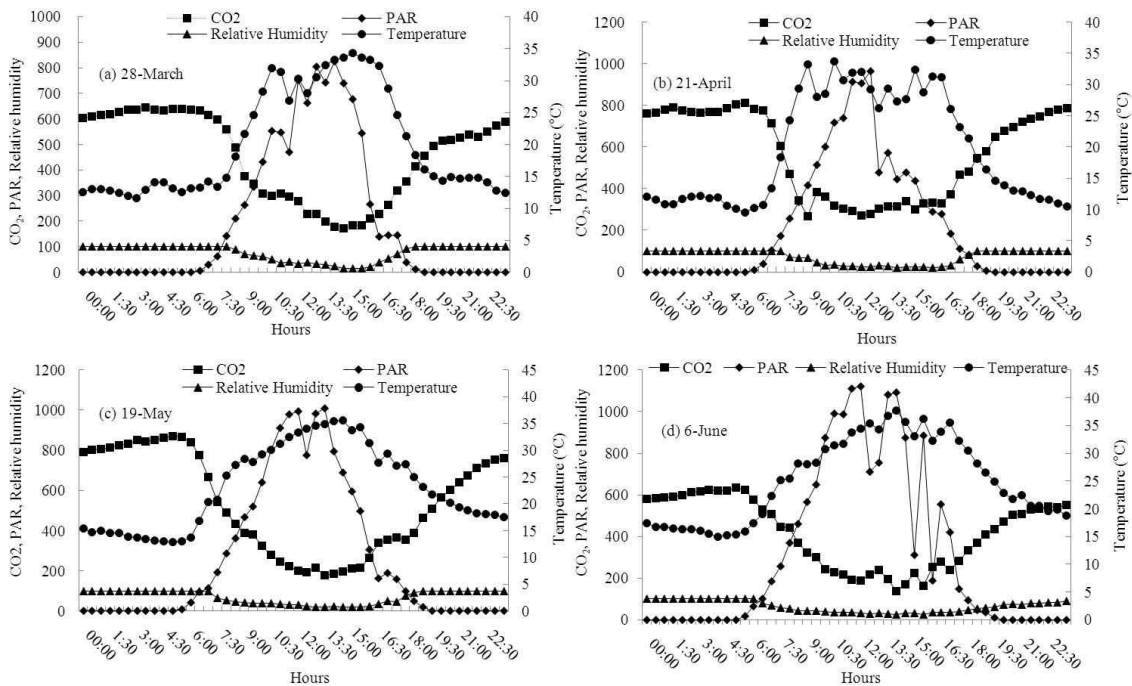 CO2 PAR
Relative Humidity Temperature
(a) 28-March
CO₂, PAR, Relative humidity
1000
900
800
700
600
500
400
300
200
100
0
40
35
30
25
20
15
10
5
0
Temperature (°C)
00:00 1:30 3:00 4:30 6:00 7:30 9:00 10:30 12:00 13:30 15:00 16:30 18:00 19:30 21:00 22:30
Hours
CO2 PAR
Relative Humidity Temperature
(b) 21-April
CO₂, PAR, Relative humidity
1200
1000
800
600
400
200
0
40
35
30
25
20
15
10
5
0
Temperature (°C)
00:00 1:30 3:00 4:30 6:00 7:30 9:00 10:30 12:00 13:30 15:00 16:30 18:00 19:30 21:00 22:30
Hours
CO2 PAR
Relative Humidity Temperature
(c) 19-May
CO2, PAR, Relative humidity
1200
1000
800
600
400
200
0
45
40
35
30
25
20
15
10
5
0
Temperature (°C)
00:00 1:30 3:00 4:30 6:00 7:30 9:00 10:30 12:00 13:30 15:00 16:30 18:00 19:30 21:00 22:30
Hours
CO2 PAR Relative Humidity Temperature
(d) 6-June
CO₂, PAR, Relative humidity
1200
1000
800
600
400
200
0
45
40
35
30
25
20
15
10
5
0
Temperature (°C)
00:00 1:30 3:00 4:30 6:00 7:30 9:00 10:30 12:00 13:30 15:00 16:30 18:00 19:30 21:00 22:30
Hours